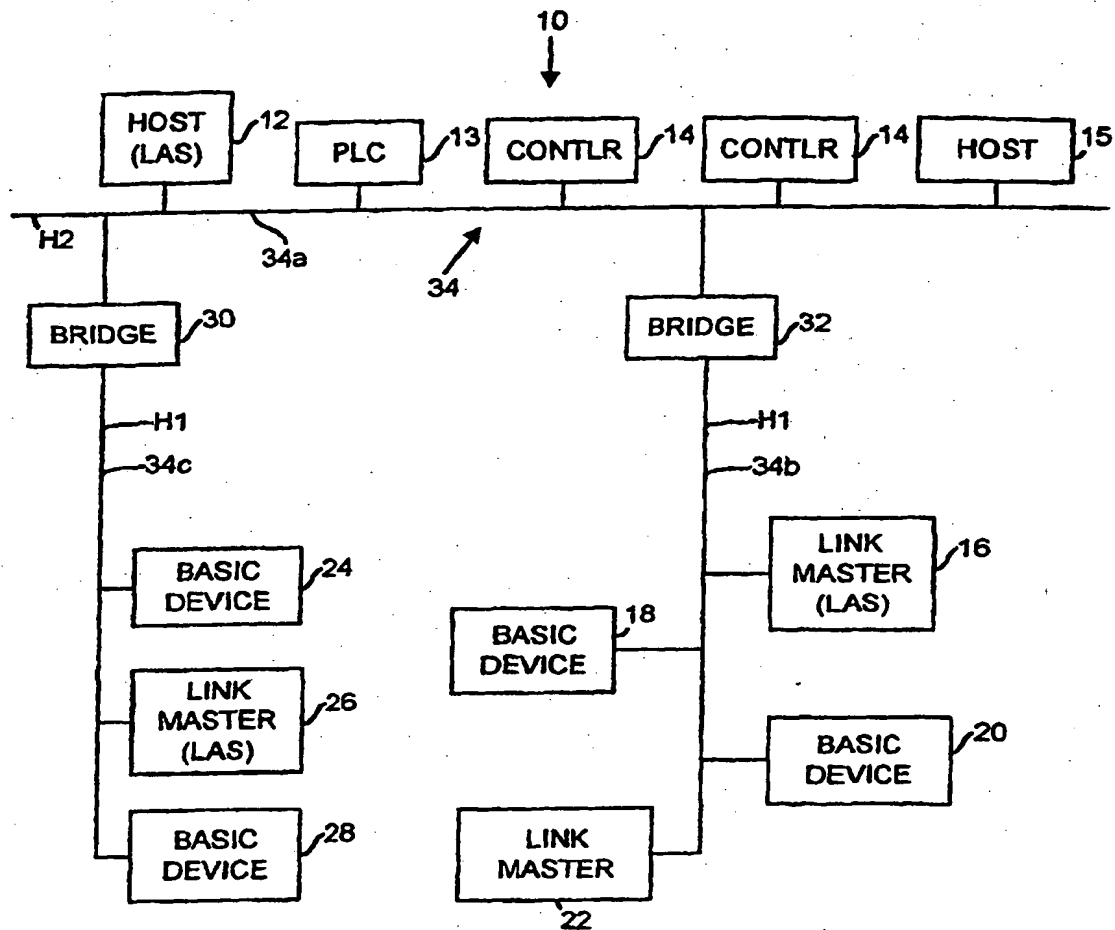 10
HOST
(LAS)
12
PLC
13
CONTLR
14
CONTLR
14
HOST
15
H2
34a
34
BRIDGE
30
BRIDGE
32
H1
34c
H1
34b
BASIC
DEVICE
24
LINK
MASTER
(LAS)
16
BASIC
DEVICE
18
LINK
MASTER
(LAS)
26
BASIC
DEVICE
20
BASIC
DEVICE
28
LINK
MASTER
22